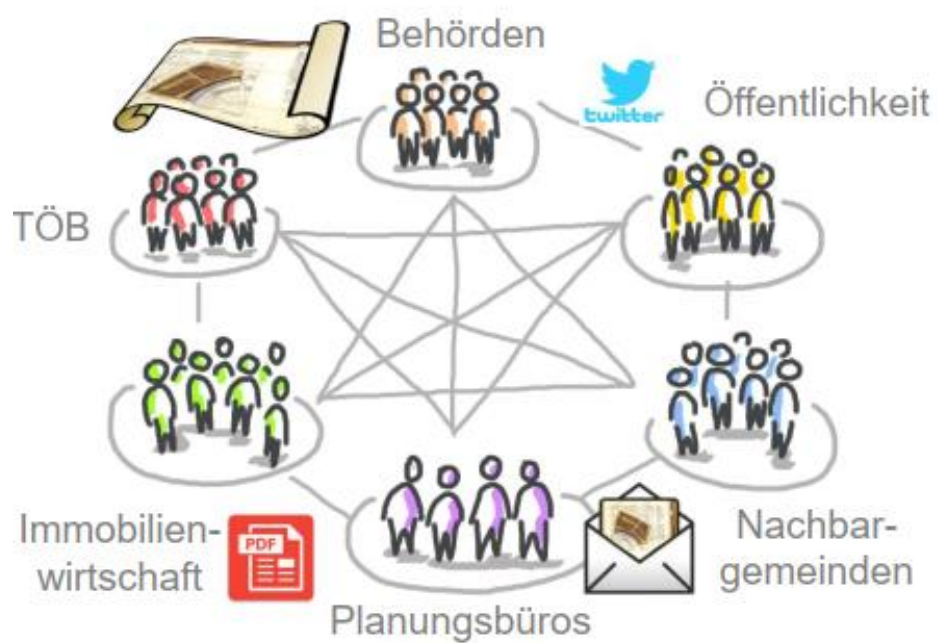 Behörden
twitter
Öffentlichkeit
TÖB
Immobilien-
wirtschaft
PDF
Planungsbüros
Nachbar-
gemeinden